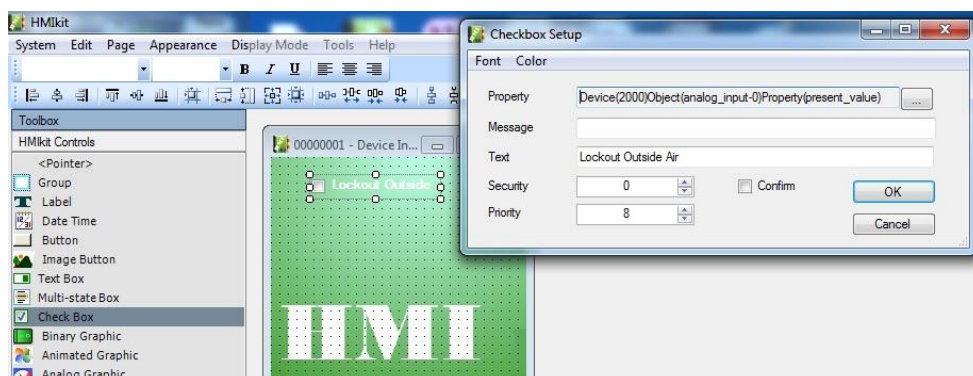 HMIkit
System Edit Page Appearance Display Mode Tools Help
B I U
Toolbox
HMIkit Controls
<Pointer>
Group
Label
Date Time
Button
Image Button
Text Box
Multi-state Box
Check Box
Binary Graphic
Animated Graphic
Analog Graphic
00000001 - Device In...
Lockout Outside
HMI
Checkbox Setup
Font Color
Property Device(2000)Object(analog_input-0)Property(present_value) ...
Message
Text Lockout Outside Air
Security 0 Confirm OK
Priority 8 Cancel